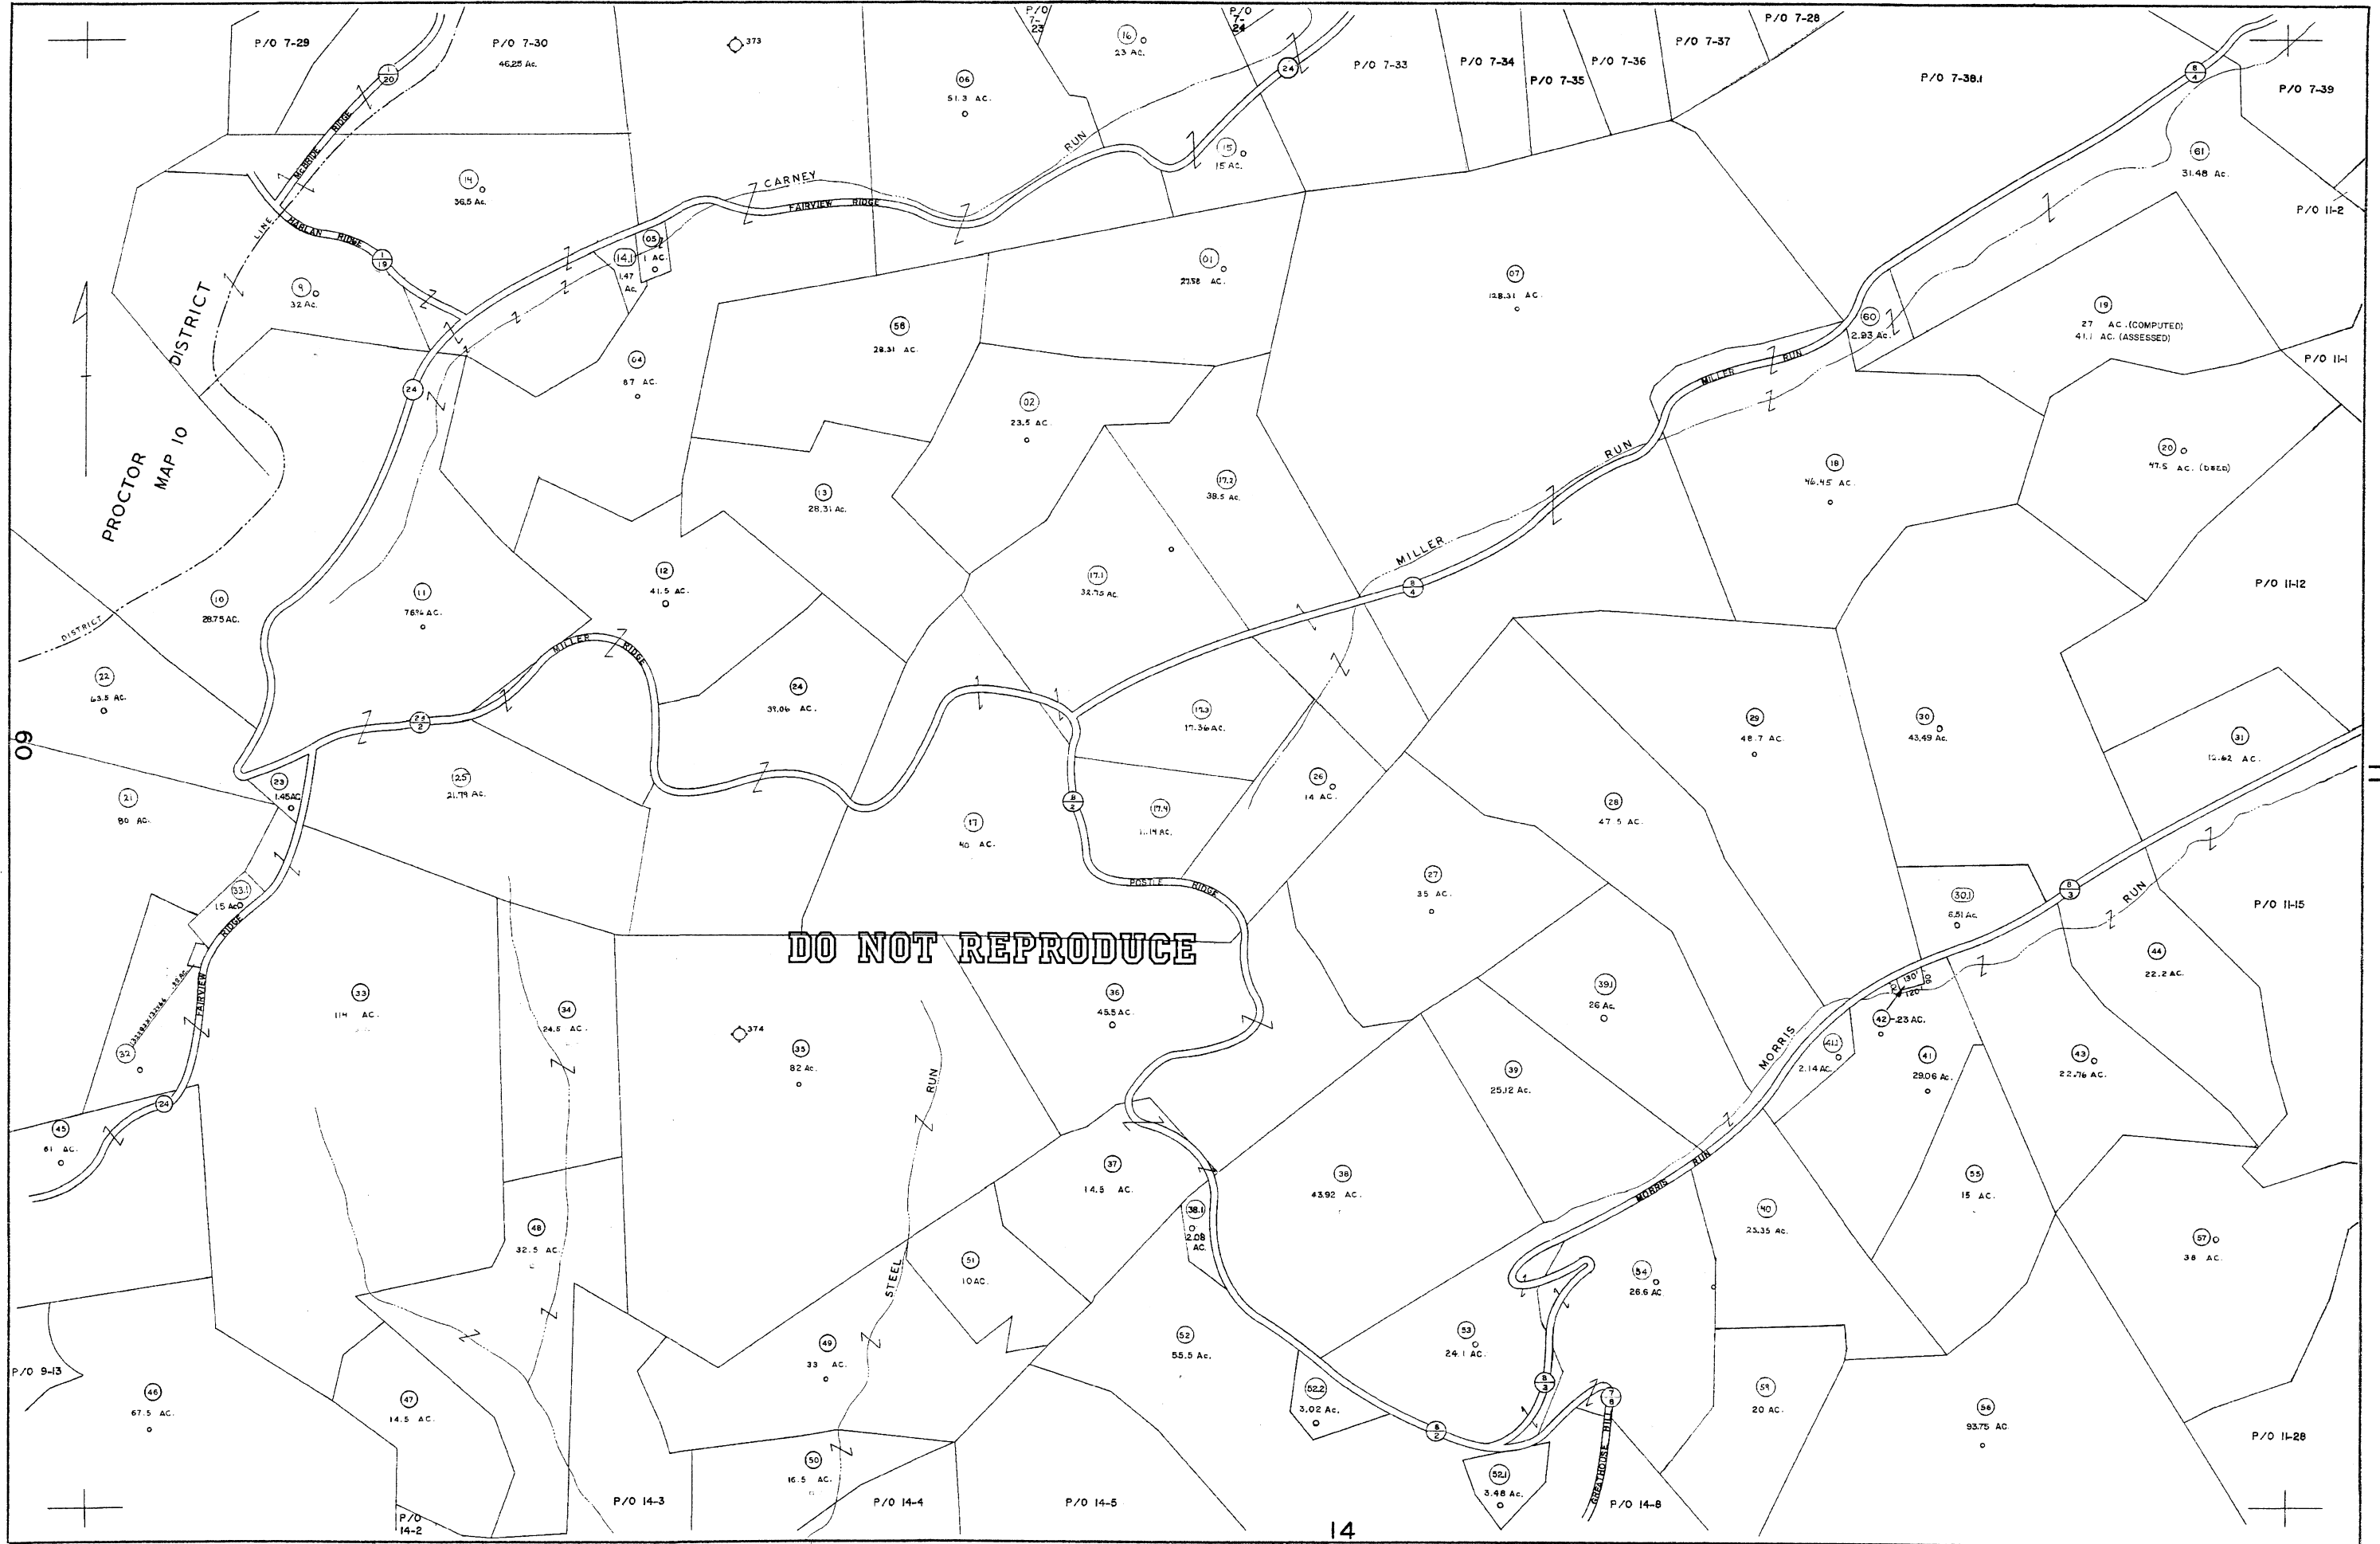 P/O 7-29
P/O 7-30
46.25 Ac.
373
P/O
7-
23
16
23 AC.
P/O
7-
24
P/O 7-33
P/O 7-34
P/O 7-35
P/O 7-36
P/O 7-37
P/O 7-28
P/O 7-38.1
P/O 7-39
1
20
06
51.3 AC.
24
8
4
McBRIDE RIDGE
14
36.5 Ac.
CARNEY RUN
15
15 AC.
61
31.48 Ac.
P/O 11-2
LINE
HARLAN RIDGE
FAIRVIEW RIDGE
1
19
05
1 AC.
14.1
1.47
Ac.
01
27.58 AC.
07
128.31 AC.
9
32 Ac.
DISTRICT
60
2.93 Ac.
19
27 AC. (COMPUTED)
41.1 AC. (ASSESSED)
58
28.31 AC.
04
87 AC.
MILLER RUN
P/O 11-1
24
02
23.5 AC.
PROCTOR
MAP 10
17.2
38.5 Ac.
18
46.45 AC.
20
47.5 AC. (DEED)
13
28.31 AC.
MILLER RUN
10
28.75 AC.
11
12
41.5 AC.
17.1
32.75 AC.
8
4
P/O 11-12
DISTRICT
MILLER RIDGE
22
63.5 AC.
24
39.06 AC.
17.3
17.36 AC.
29
48.7 AC.
30
43.49 Ac.
31
12.62 AC.
09
2
23
1.45 AC
25
21.79 AC.
26
14 AC.
21
80 AC.
8
2
17.4
28
47.5 AC.
17
40 AC.
11
33.1
1.5 Ac.
POSTLE RIDGE
27
35 AC.
30.1
6.51 Ac.
8
3
RUN
P/O 11-15
FAIRVIEW RIDGE
DO NOT REPRODUCE
44
22.2 AC.
33
114 AC.
34
24.5 AC.
374
35
82 Ac.
36
45.5 AC.
39.1
26 Ac.
130'
120'
42
.23 AC.
32
MORRIS
41.1
2.14 AC.
41
29.06 Ac.
43
22.76 AC.
RUN
39
25.12 Ac.
24
45
61 AC.
37
14.5 AC.
38
43.92 AC.
MORRIS RUN
55
15 AC.
38.1
2.08
AC.
40
25.35 Ac.
48
32.5 AC.
51
10 AC.
57
38 AC.
STEEL
54
26.6 AC
49
33 AC.
52
55.5 Ac.
53
24.1 AC.
P/O 9-13
46
67.5 AC.
47
14.5 AC.
52.2
3.02 Ac.
8
3
7
8
59
20 AC.
56
93.75 AC.
8
2
P/O 11-28
50
16.5 AC.
52.1
3.48 Ac.
GREATHOUSE HILL
P/O 14-3
P/O 14-4
P/O 14-5
P/O 14-8
P/O
14-2
14